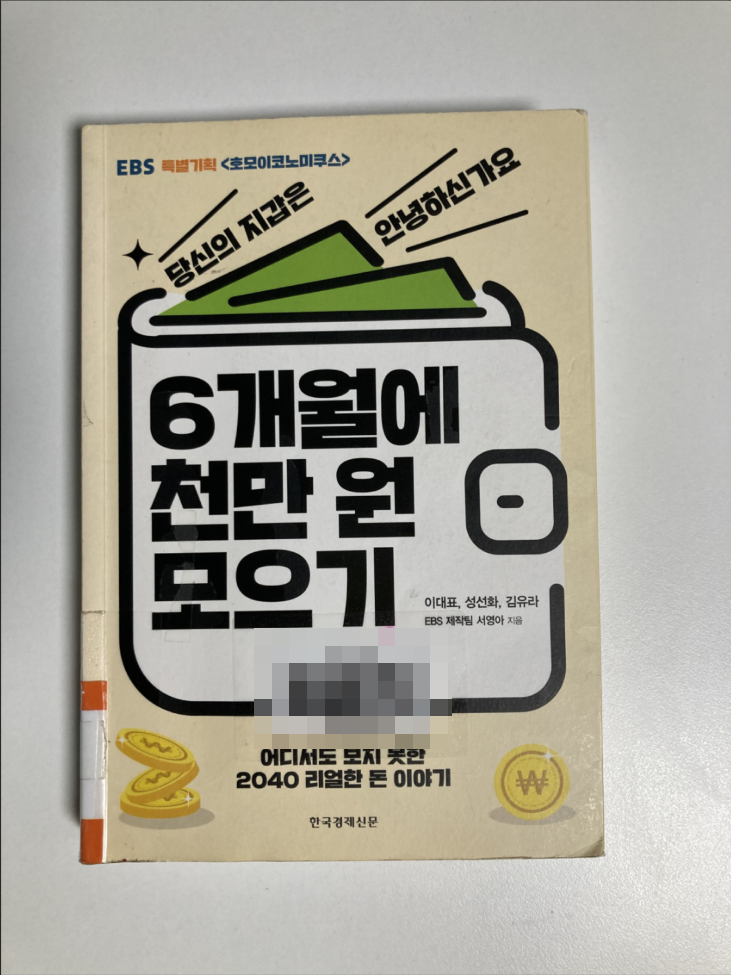 EBS 특별기획 <호모이코노미쿠스>
당신의 지갑은
안녕하신가요
6개월에
천만 원
모으기
이대표, 성선화, 김유라
EBS 제작팀 서영아 지음
어디서도 보지 못한
2040 리얼한 돈 이야기
한국경제신문